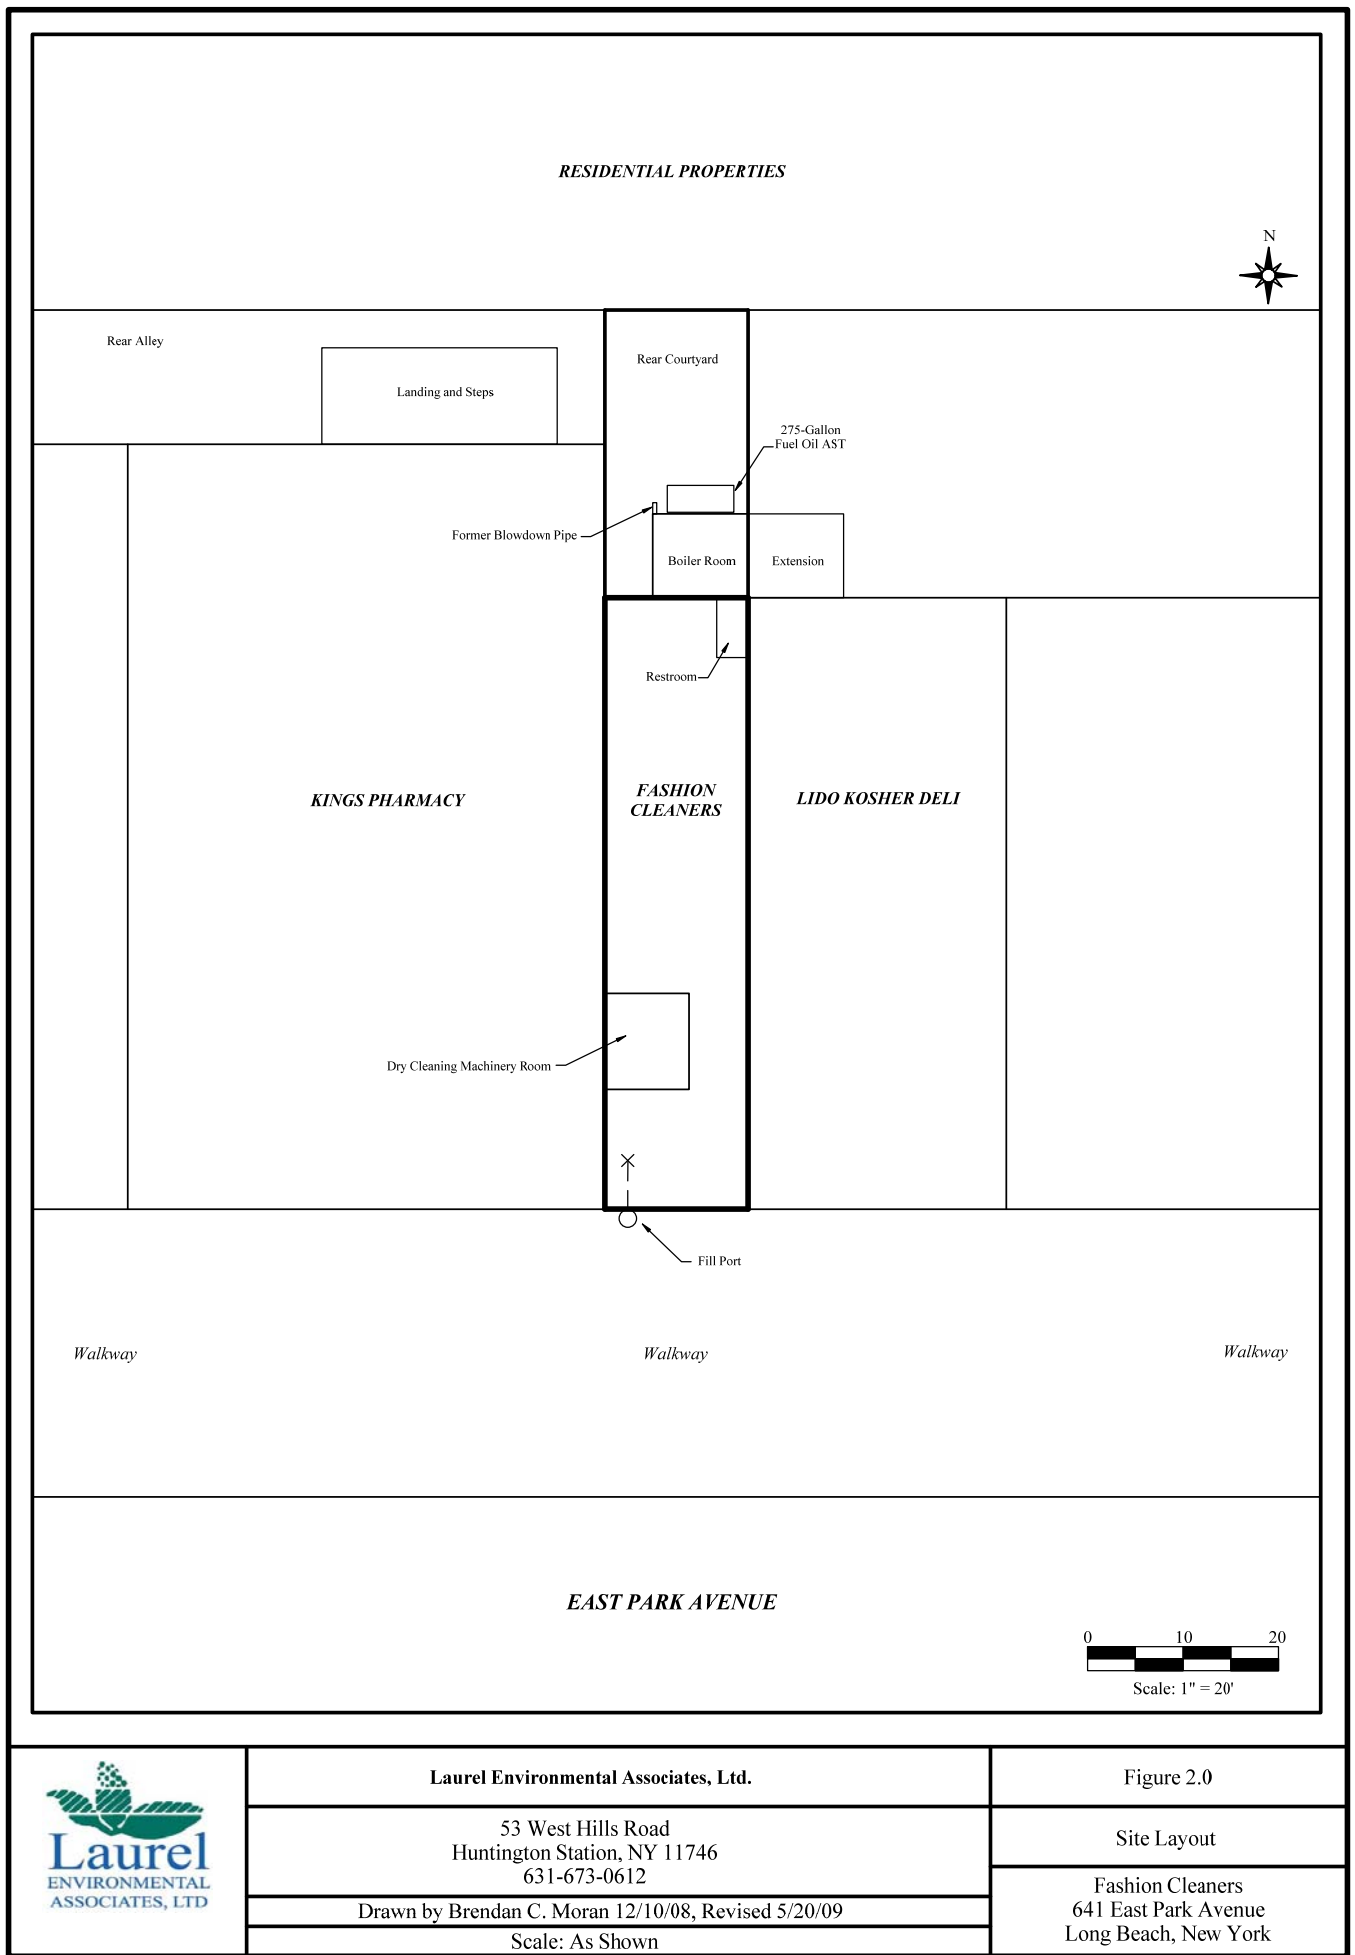 RESIDENTIAL PROPERTIES
N
Rear Alley
Rear Courtyard
Landing and Steps
275-Gallon
Fuel Oil AST
Former Blowdown Pipe
Boiler Room
Extension
Restroom
KINGS PHARMACY
FASHION
CLEANERS
LIDO KOSHER DELI
Dry Cleaning Machinery Room
Fill Port
Walkway
Walkway
Walkway
EAST PARK AVENUE
0 10 20
Scale: 1" = 20'
Laurel
ENVIRONMENTAL
ASSOCIATES, LTD
Laurel Environmental Associates, Ltd.
53 West Hills Road
Huntington Station, NY 11746
631-673-0612
Drawn by Brendan C. Moran 12/10/08, Revised 5/20/09
Scale: As Shown
Figure 2.0
Site Layout
Fashion Cleaners
641 East Park Avenue
Long Beach, New York